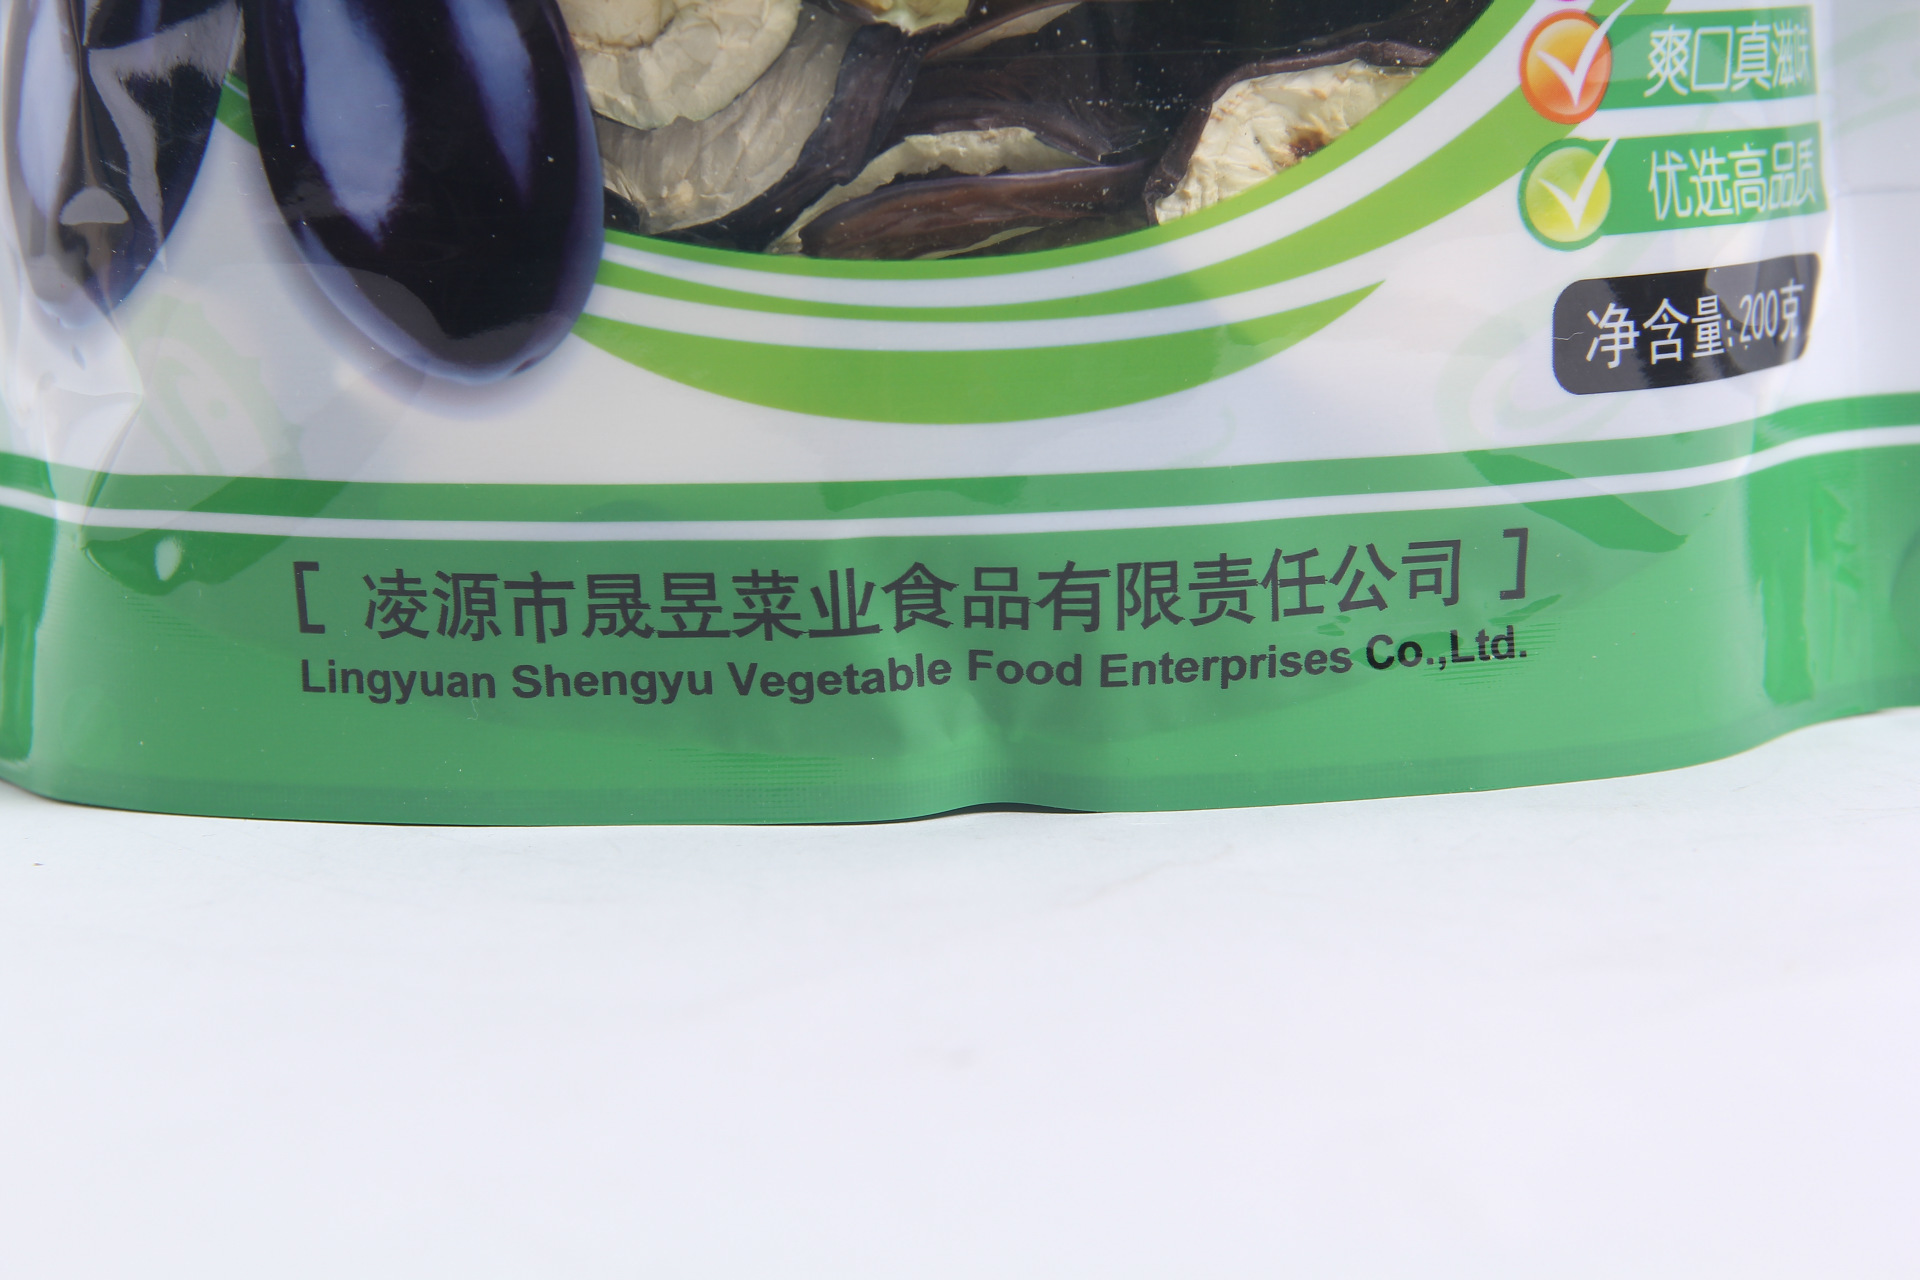 爽口真滋味
优选高品质
净含量:200克
[ 凌源市晟昱菜业食品有限责任公司 ]
Lingyuan Shengyu Vegetable Food Enterprises Co.,Ltd.